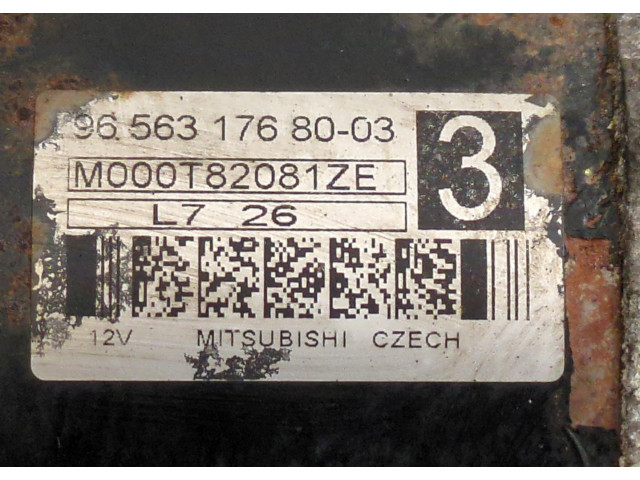 96 563 176 80-03
3
M000T82081ZE
L7 26
12V MITSUBISHI CZECH